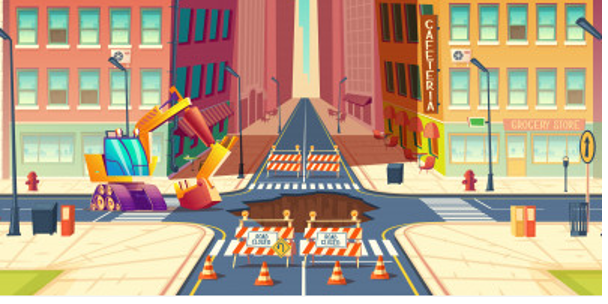 CAFETERIA
GROCERY STORE
ROAD
CLOSED
ROAD
CLOSED